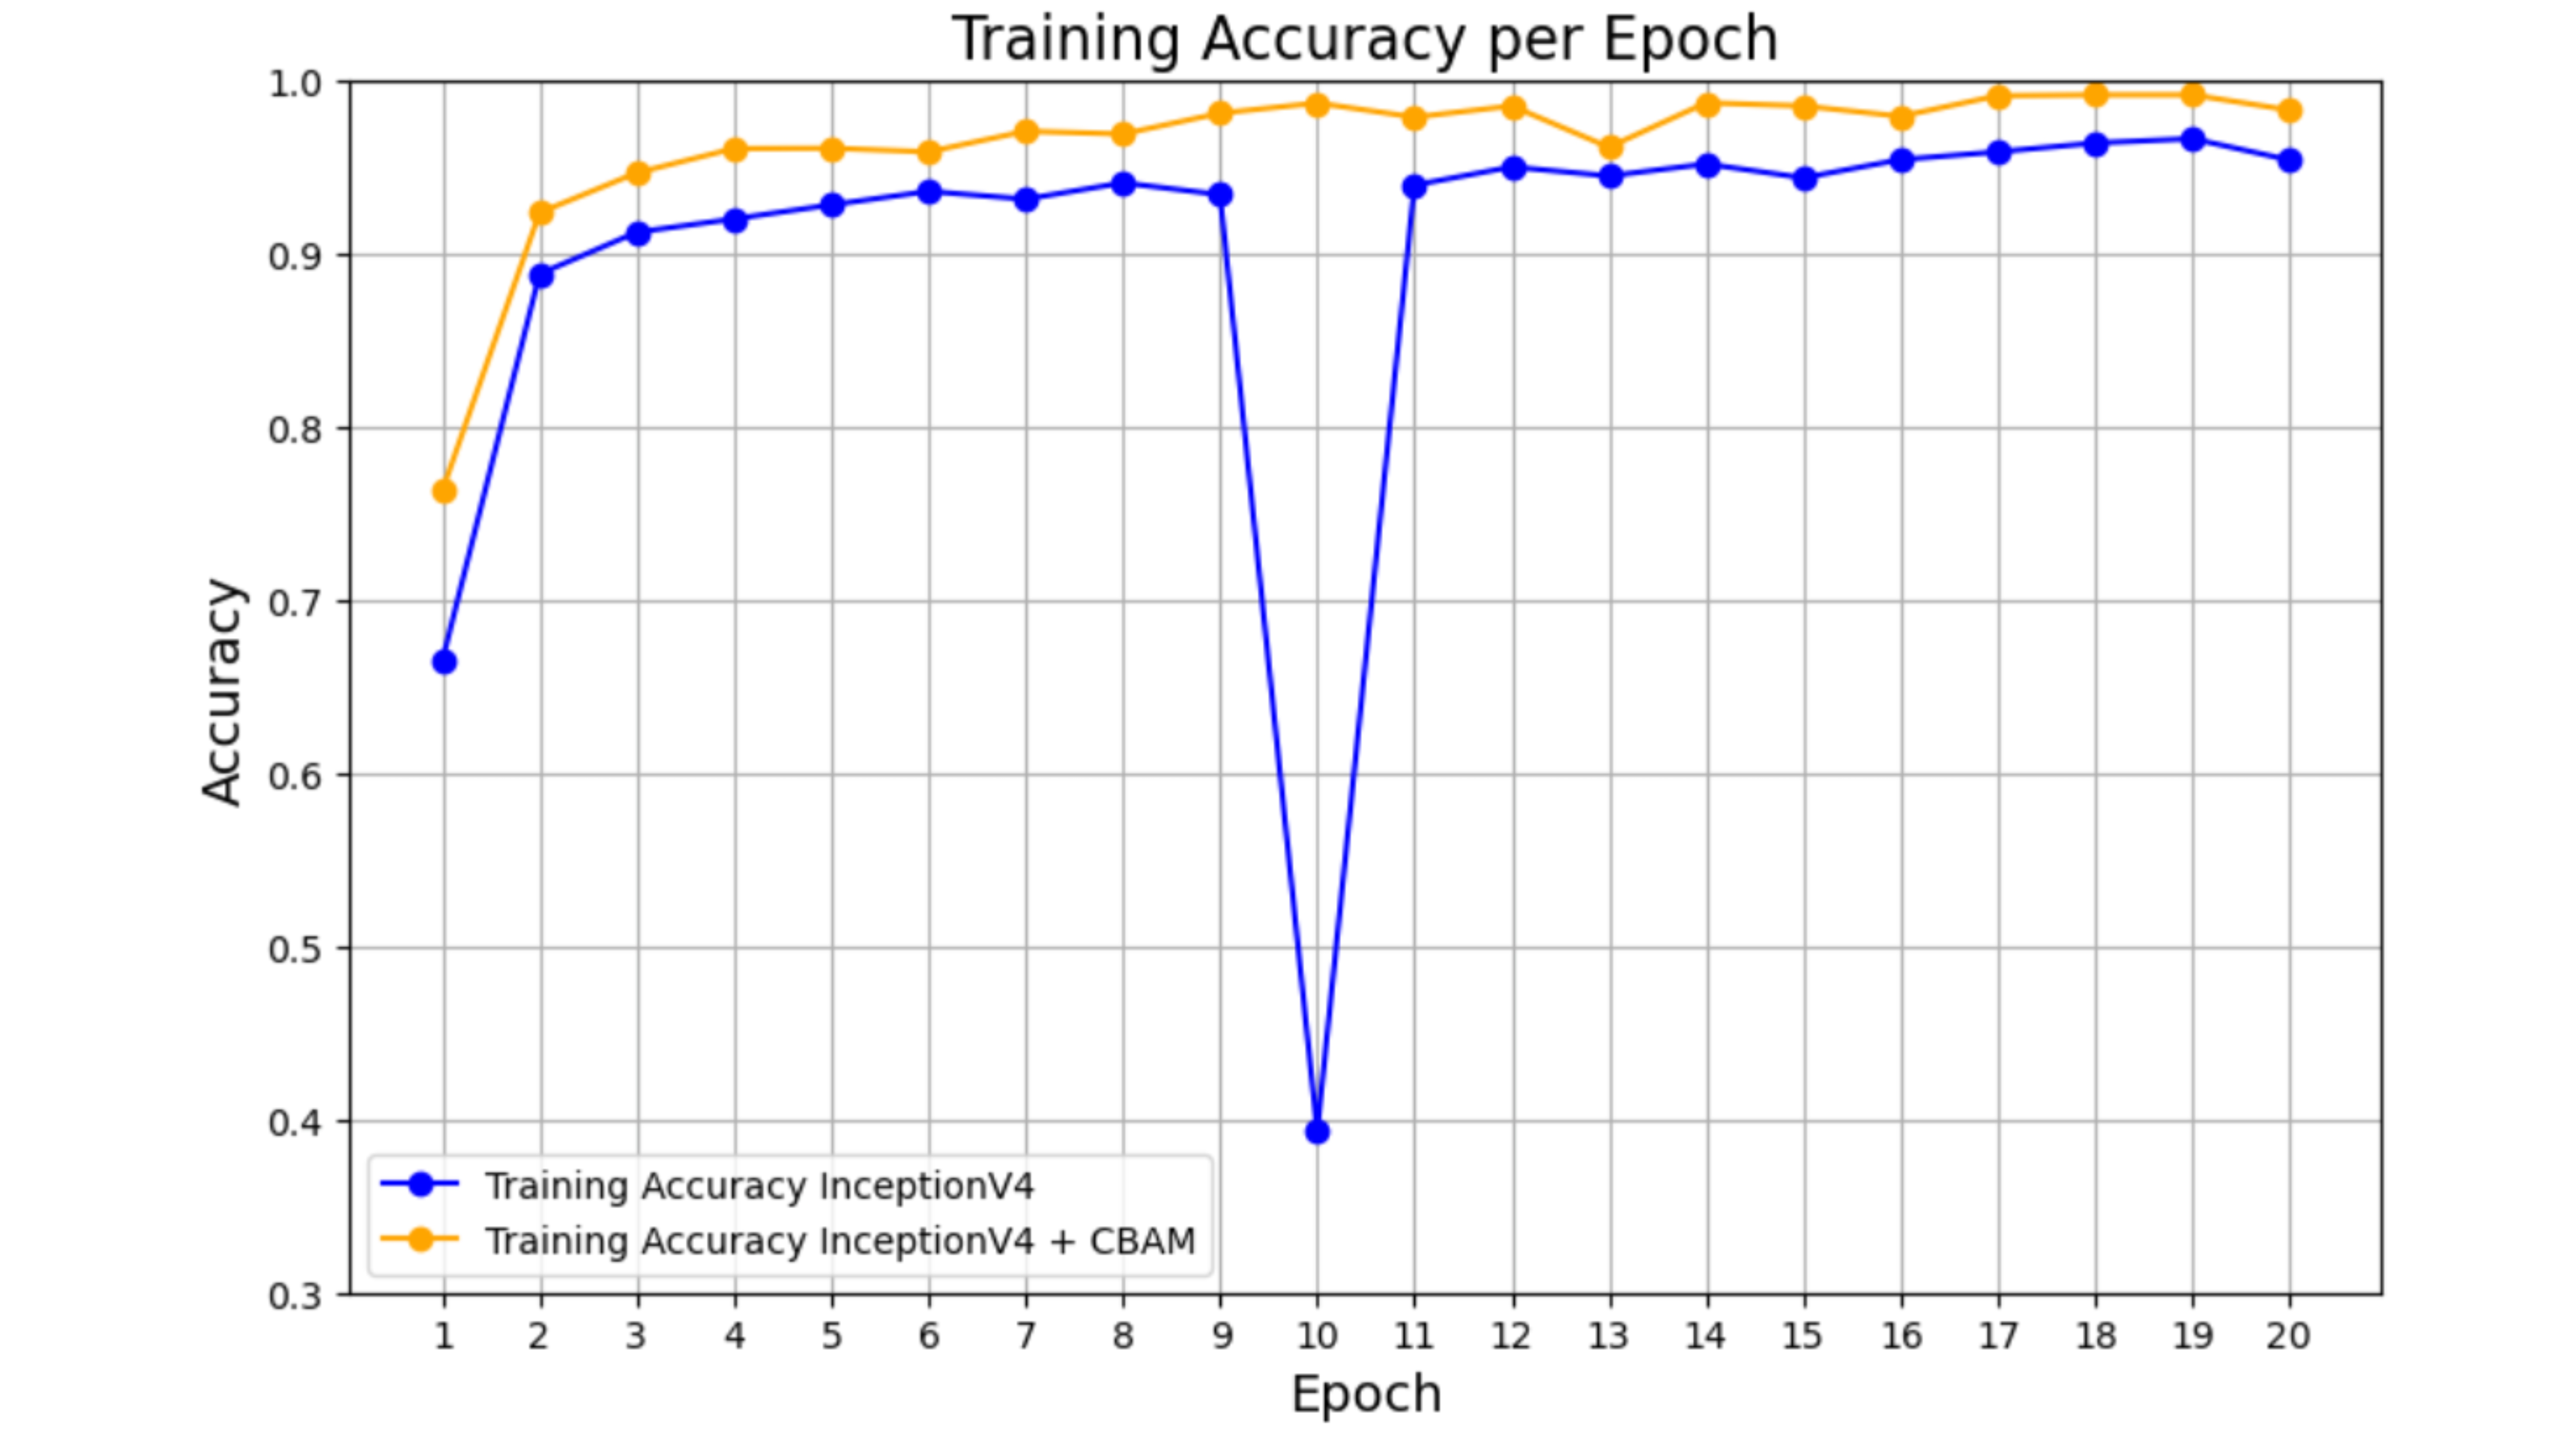 Training Accuracy per Epoch
1.0
0.9
0.8
0.7
0.6
0.5
0.4
0.3
Accuracy
Training Accuracy InceptionV4
Training Accuracy InceptionV4 + CBAM
1 2 3 4 5 6 7 8 9 10 11 12 13 14 15 16 17 18 19 20
Epoch